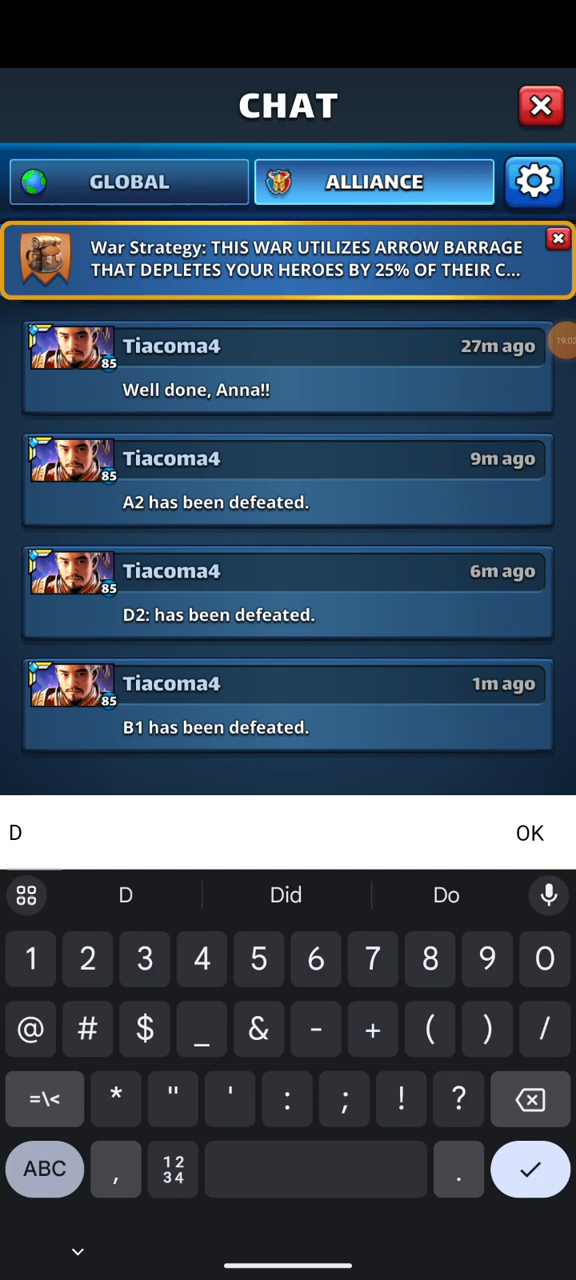 CHAT
GLOBAL
ALLIANCE
War Strategy: THIS WAR UTILIZES ARROW BARRAGE
THAT DEPLETES YOUR HEROES BY 25% OF THEIR C...
19:02
Tiacoma4
27m ago
85
Well done, Anna!!
Tiacoma4
9m ago
85
A2 has been defeated.
Tiacoma4
6m ago
85
D2: has been defeated.
Tiacoma4
1m ago
85
B1 has been defeated.
D
OK
D Did Do
1 2 3 4 5 6 7 8 9 0
@ # $ _ & - + ( ) /
=\< * " ' : ; ! ?
ABC , 12 .
34